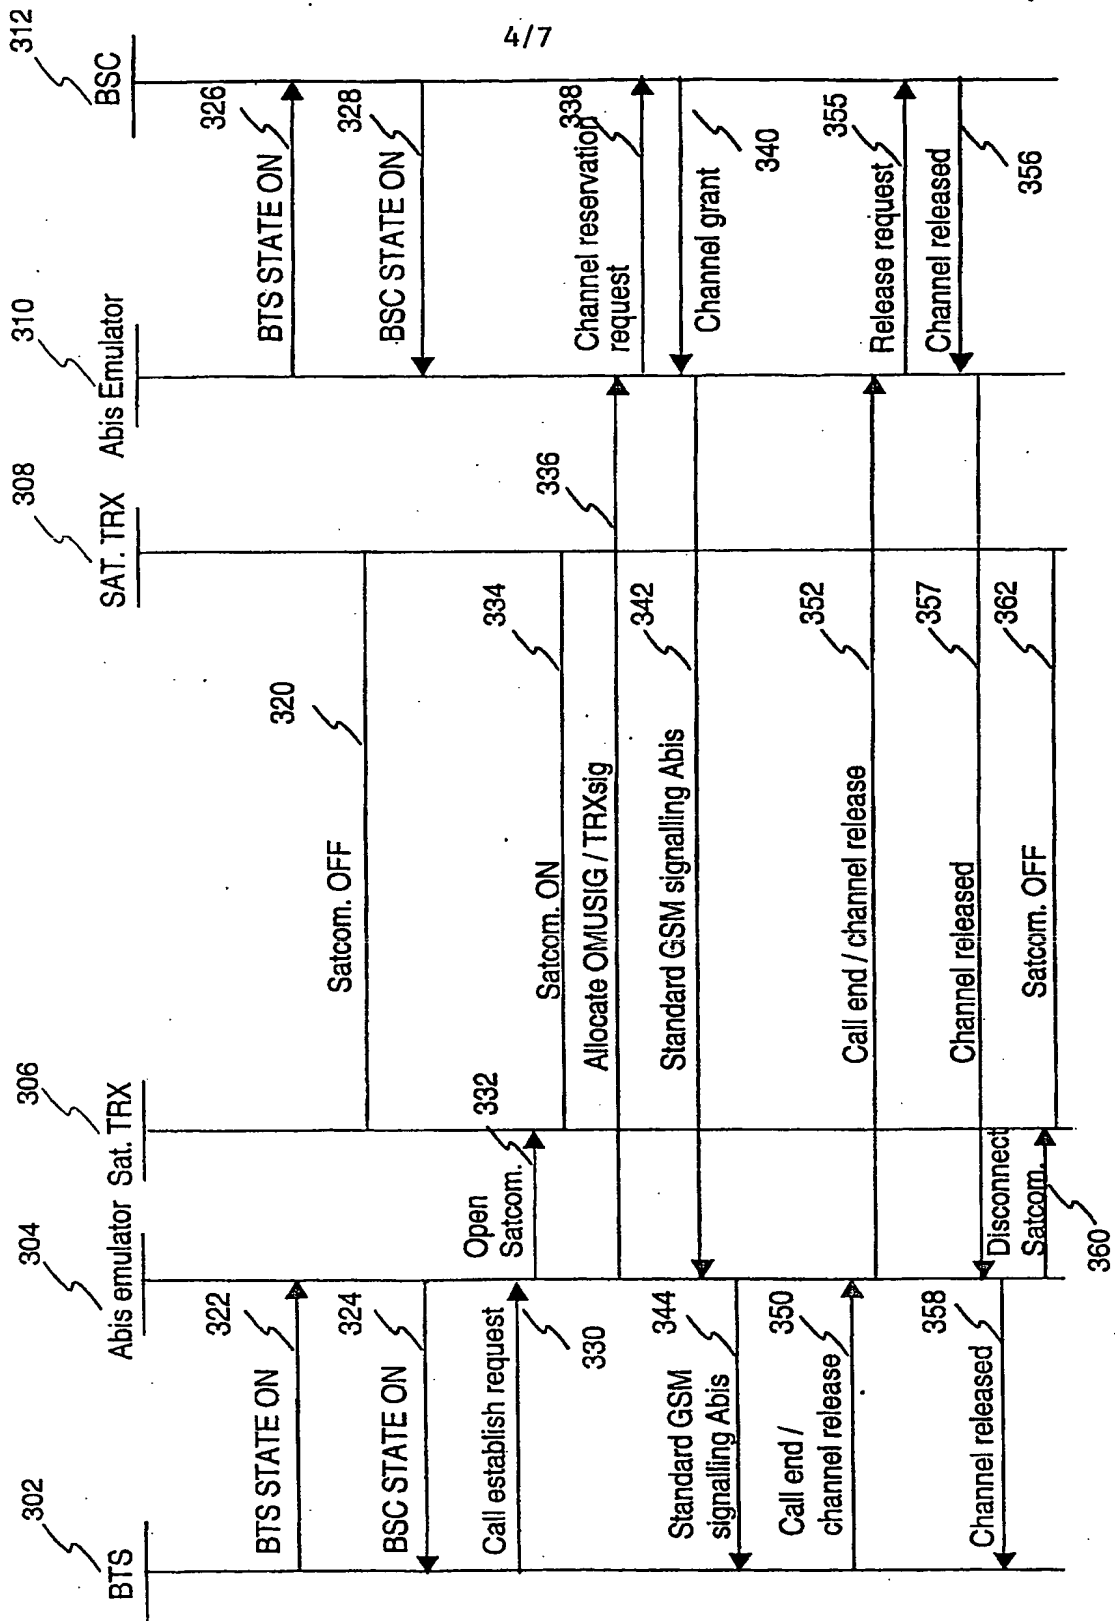 4/7
302
BTS
304
Abis emulator
306
Sat. TRX
308
SAT. TRX
310
Abis Emulator
312
BSC
BTS STATE ON
322
BTS STATE ON
326
Satcom. OFF
320
BSC STATE ON
324
BSC STATE ON
328
Call establish request
330
Open
Satcom.
332
Satcom. ON
334
Allocate OMUSIG / TRXsig
336
Channel reservation
request
338
Channel grant
340
Standard GSM signalling Abis
342
Standard GSM
signalling Abis
344
Call end /
channel release
350
Call end / channel release
352
Release request
355
Channel released
356
Channel released
357
Channel released
358
Disconnect
Satcom.
360
Satcom. OFF
362